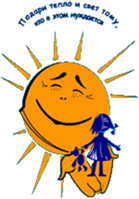 Подари тепло и свет тому,
кто в этом нуждается